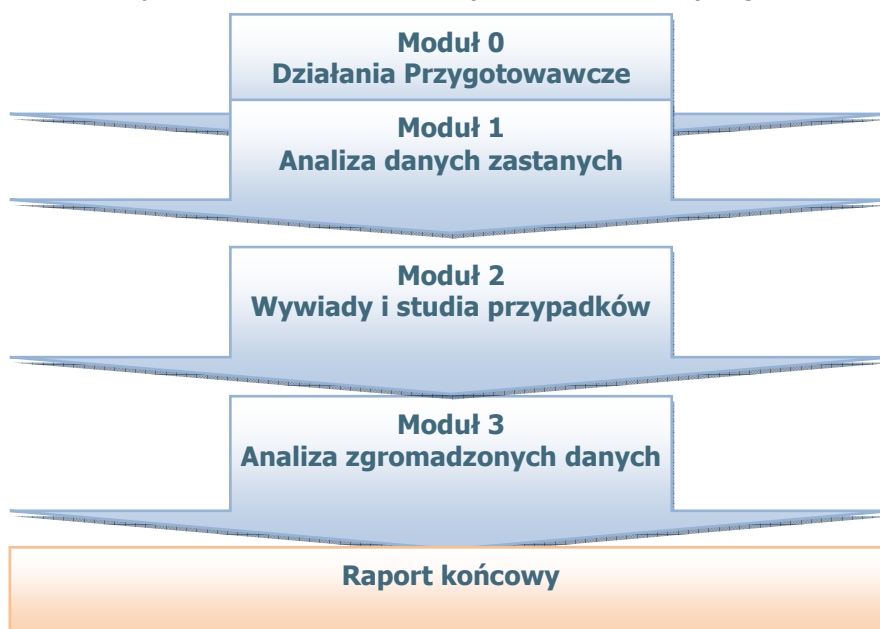 Moduł 0
Działania Przygotowawcze
Moduł 1
Analiza danych zastanych
Moduł 2
Wywiady i studia przypadków
Moduł 3
Analiza zgromadzonych danych
Raport końcowy